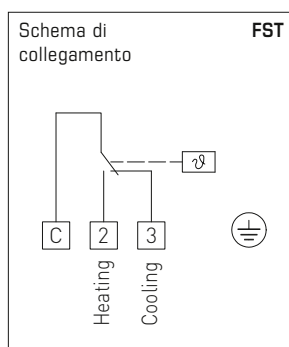 Schema di FST
collegamento
ϑ
C 2 3
Heating
Cooling